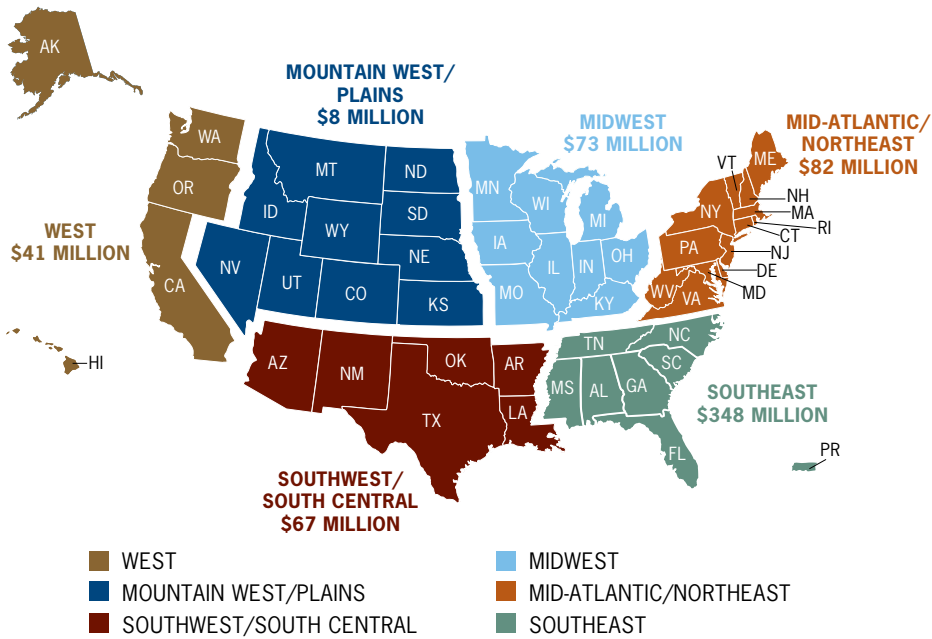 AK
MOUNTAIN WEST/
PLAINS
$8 MILLION
MIDWEST
$73 MILLION
MID-ATLANTIC/
NORTHEAST
$82 MILLION
WA
OR
CA
HI
WEST
$41 MILLION
MT
ND
ID
WY
SD
NE
NV
UT
CO
KS
MN
WI
MI
IA
IL
IN
OH
MO
KY
VT
ME
NH
MA
RI
CT
NJ
DE
MD
NY
PA
WV
VA
AZ
NM
OK
AR
TX
LA
TN
NC
SC
MS
AL
GA
FL
PR
SOUTHEAST
$348 MILLION
SOUTHWEST/
SOUTH CENTRAL
$67 MILLION
WEST
MOUNTAIN WEST/PLAINS
SOUTHWEST/SOUTH CENTRAL
MIDWEST
MID-ATLANTIC/NORTHEAST
SOUTHEAST